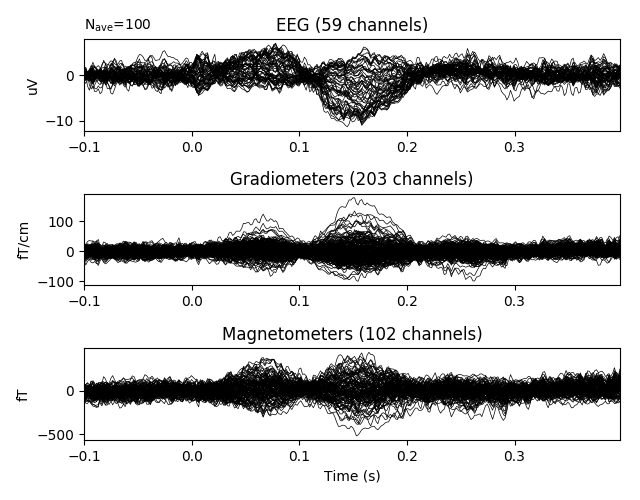 N_ave=100
EEG (59 channels)
0
−10
uV
−0.1 0.0 0.1 0.2 0.3
Gradiometers (203 channels)
100
0
−100
fT/cm
−0.1 0.0 0.1 0.2 0.3
Magnetometers (102 channels)
0
−500
fT
−0.1 0.0 0.1 0.2 0.3
Time (s)